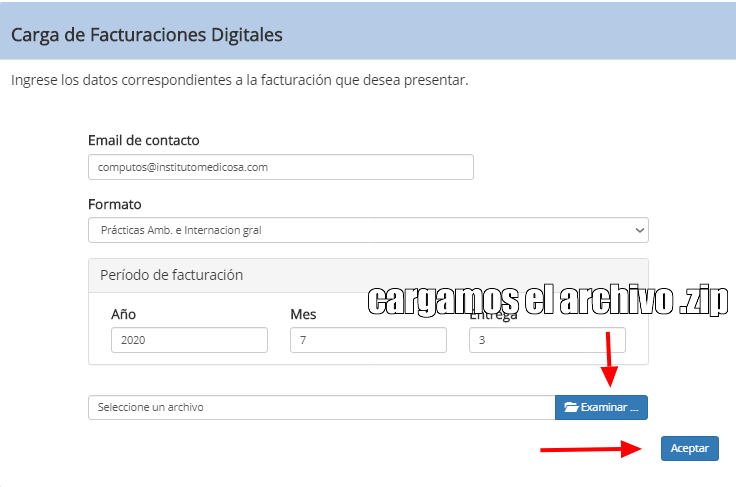 Carga de Facturaciones Digitales
Ingrese los datos correspondientes a la facturación que desea presentar.
Email de contacto
computos@institutomedicosa.com
Formato
Prácticas Amb. e Internacion gral
Período de facturación
cargamos el archivo .zip
Año Mes Entrega
2020 7 3
Seleccione un archivo Examinar ...
Aceptar